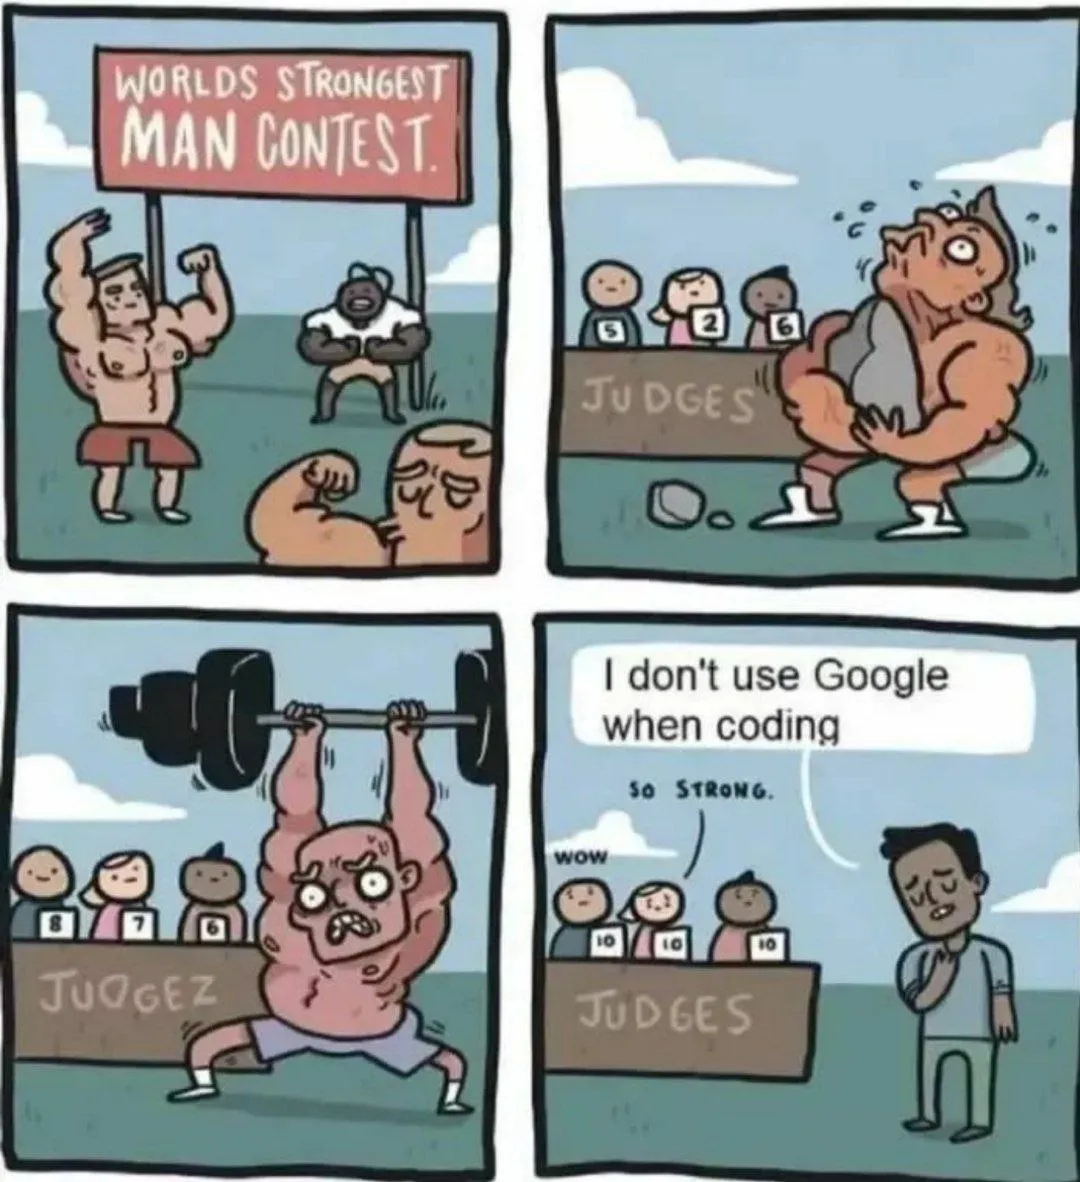 WORLDS STRONGEST
MAN CONTEST.
5
2
6
JUDGES
8
7
6
JUDGEZ
I don't use Google
when coding
SO STRONG.
WOW
10
10
10
JUDGES